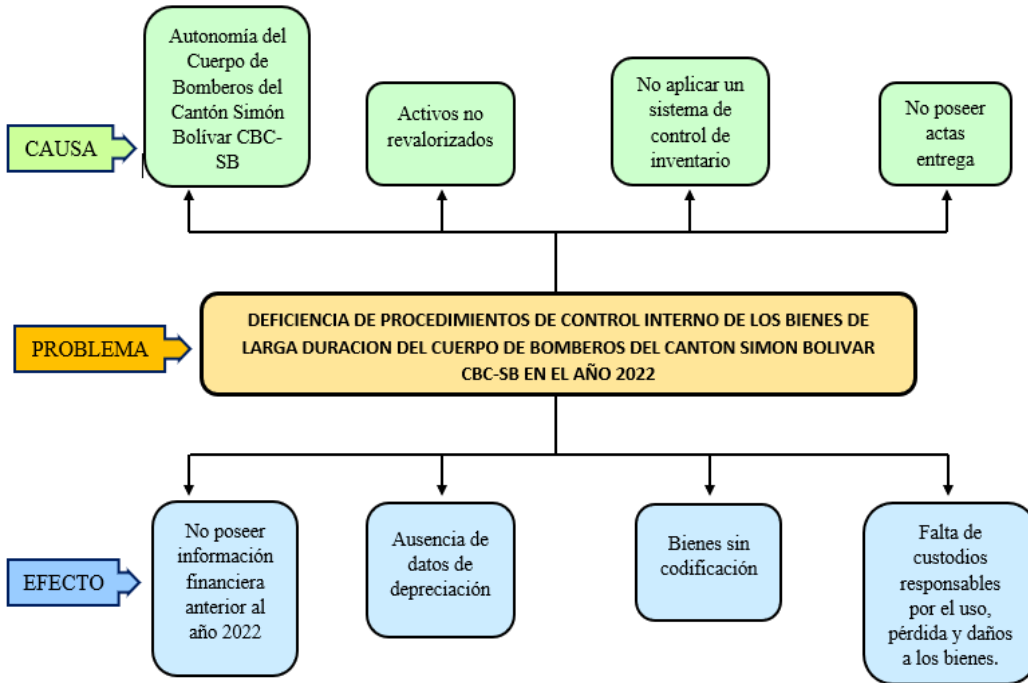 CAUSA
Autonomía del
Cuerpo de
Bomberos del
Cantón Simón
Bolívar CBC-
SB
Activos no
revalorizados
No aplicar un
sistema de
control de
inventario
No poseer
actas
entrega
PROBLEMA
DEFICIENCIA DE PROCEDIMIENTOS DE CONTROL INTERNO DE LOS BIENES DE
LARGA DURACION DEL CUERPO DE BOMBEROS DEL CANTON SIMON BOLIVAR
CBC-SB EN EL AÑO 2022
EFECTO
No poseer
información
financiera
anterior al
año 2022
Ausencia de
datos de
depreciación
Bienes sin
codificación
Falta de
custodios
responsables
por el uso,
pérdida y daños
a los bienes.